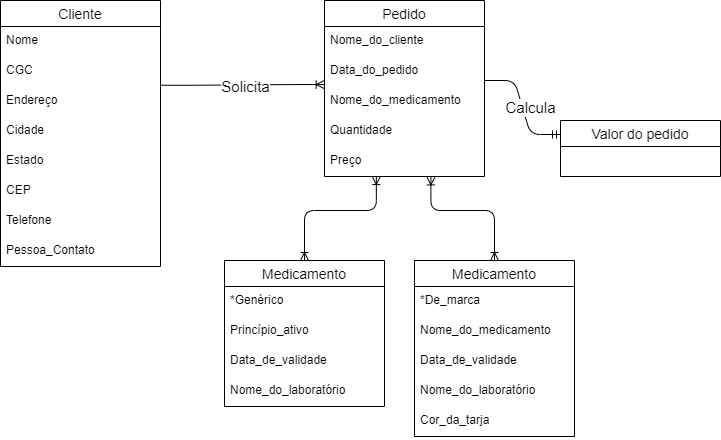 Cliente
Nome
CGC
Endereço
Cidade
Estado
CEP
Telefone
Pessoa_Contato
Solicita
Pedido
Nome_do_cliente
Data_do_pedido
Nome_do_medicamento
Quantidade
Preço
Calcula
Valor do pedido
Medicamento
*Genérico
Princípio_ativo
Data_de_validade
Nome_do_laboratório
Medicamento
*De_marca
Nome_do_medicamento
Data_de_validade
Nome_do_laboratório
Cor_da_tarja